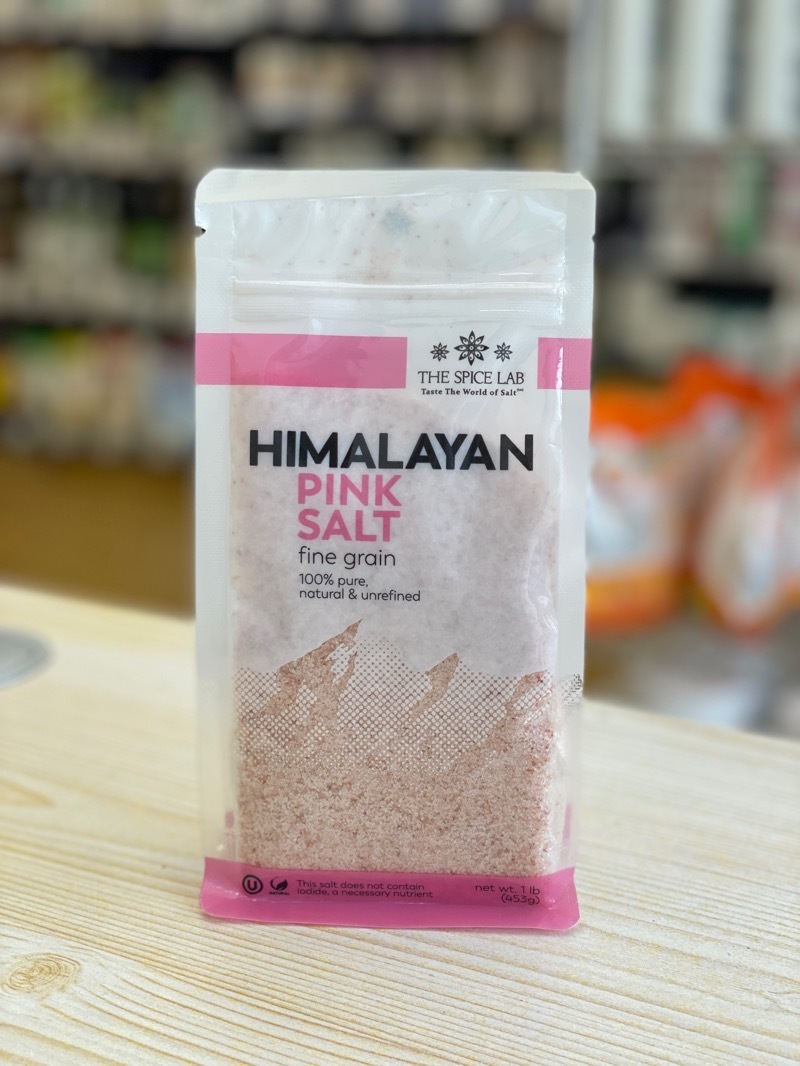 THE SPICE LAB
Taste The World of Salt™
HIMALAYAN
PINK
SALT
fine grain
100% pure,
natural & unrefined
U
NATURAL
This salt does not contain
iodide, a necessary nutrient
net wt. 1 lb
(453g)